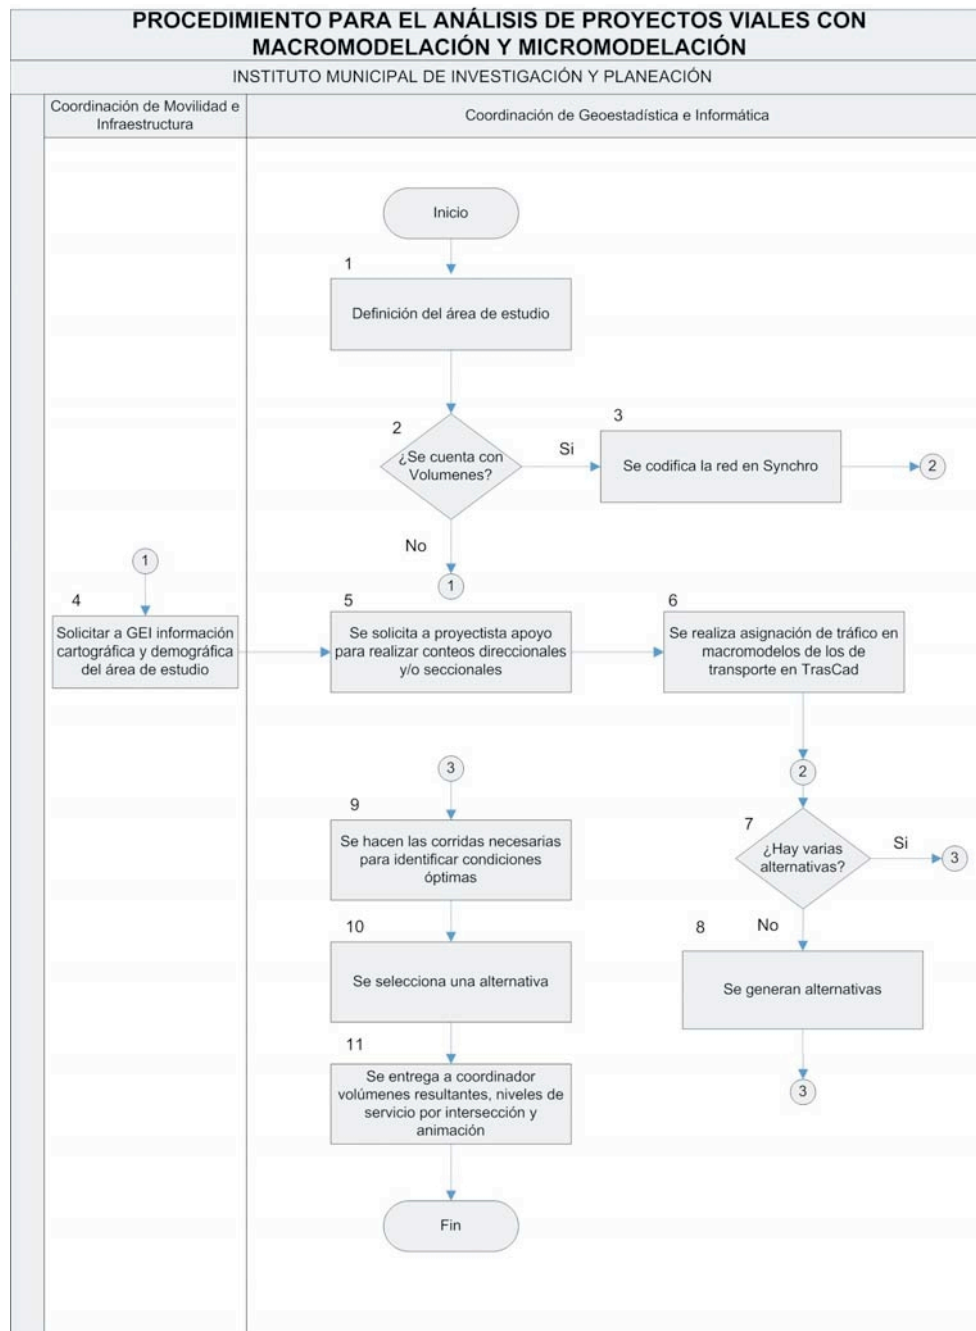 PROCEDIMIENTO PARA EL ANÁLISIS DE PROYECTOS VIALES CON
MACROMODELACIÓN Y MICROMODELACIÓN
INSTITUTO MUNICIPAL DE INVESTIGACIÓN Y PLANEACIÓN
Coordinación de Movilidad e
Infraestructura
Coordinación de Geoestadística e Informática
Inicio
1
Definición del área de estudio
2
¿Se cuenta con
Volumenes?
Si
3
Se codifica la red en Synchro
2
No
1
1
4
Solicitar a GEI información
cartográfica y demográfica
del área de estudio
5
Se solicita a proyectista apoyo
para realizar conteos direccionales
y/o seccionales
6
Se realiza asignación de tráfico en
macromodelos de los de
transporte en TrasCad
2
7
¿Hay varias
alternativas?
Si
3
No
8
Se generan alternativas
3
3
9
Se hacen las corridas necesarias
para identificar condiciones
óptimas
10
Se selecciona una alternativa
11
Se entrega a coordinador
volúmenes resultantes, niveles de
servicio por intersección y
animación
Fin